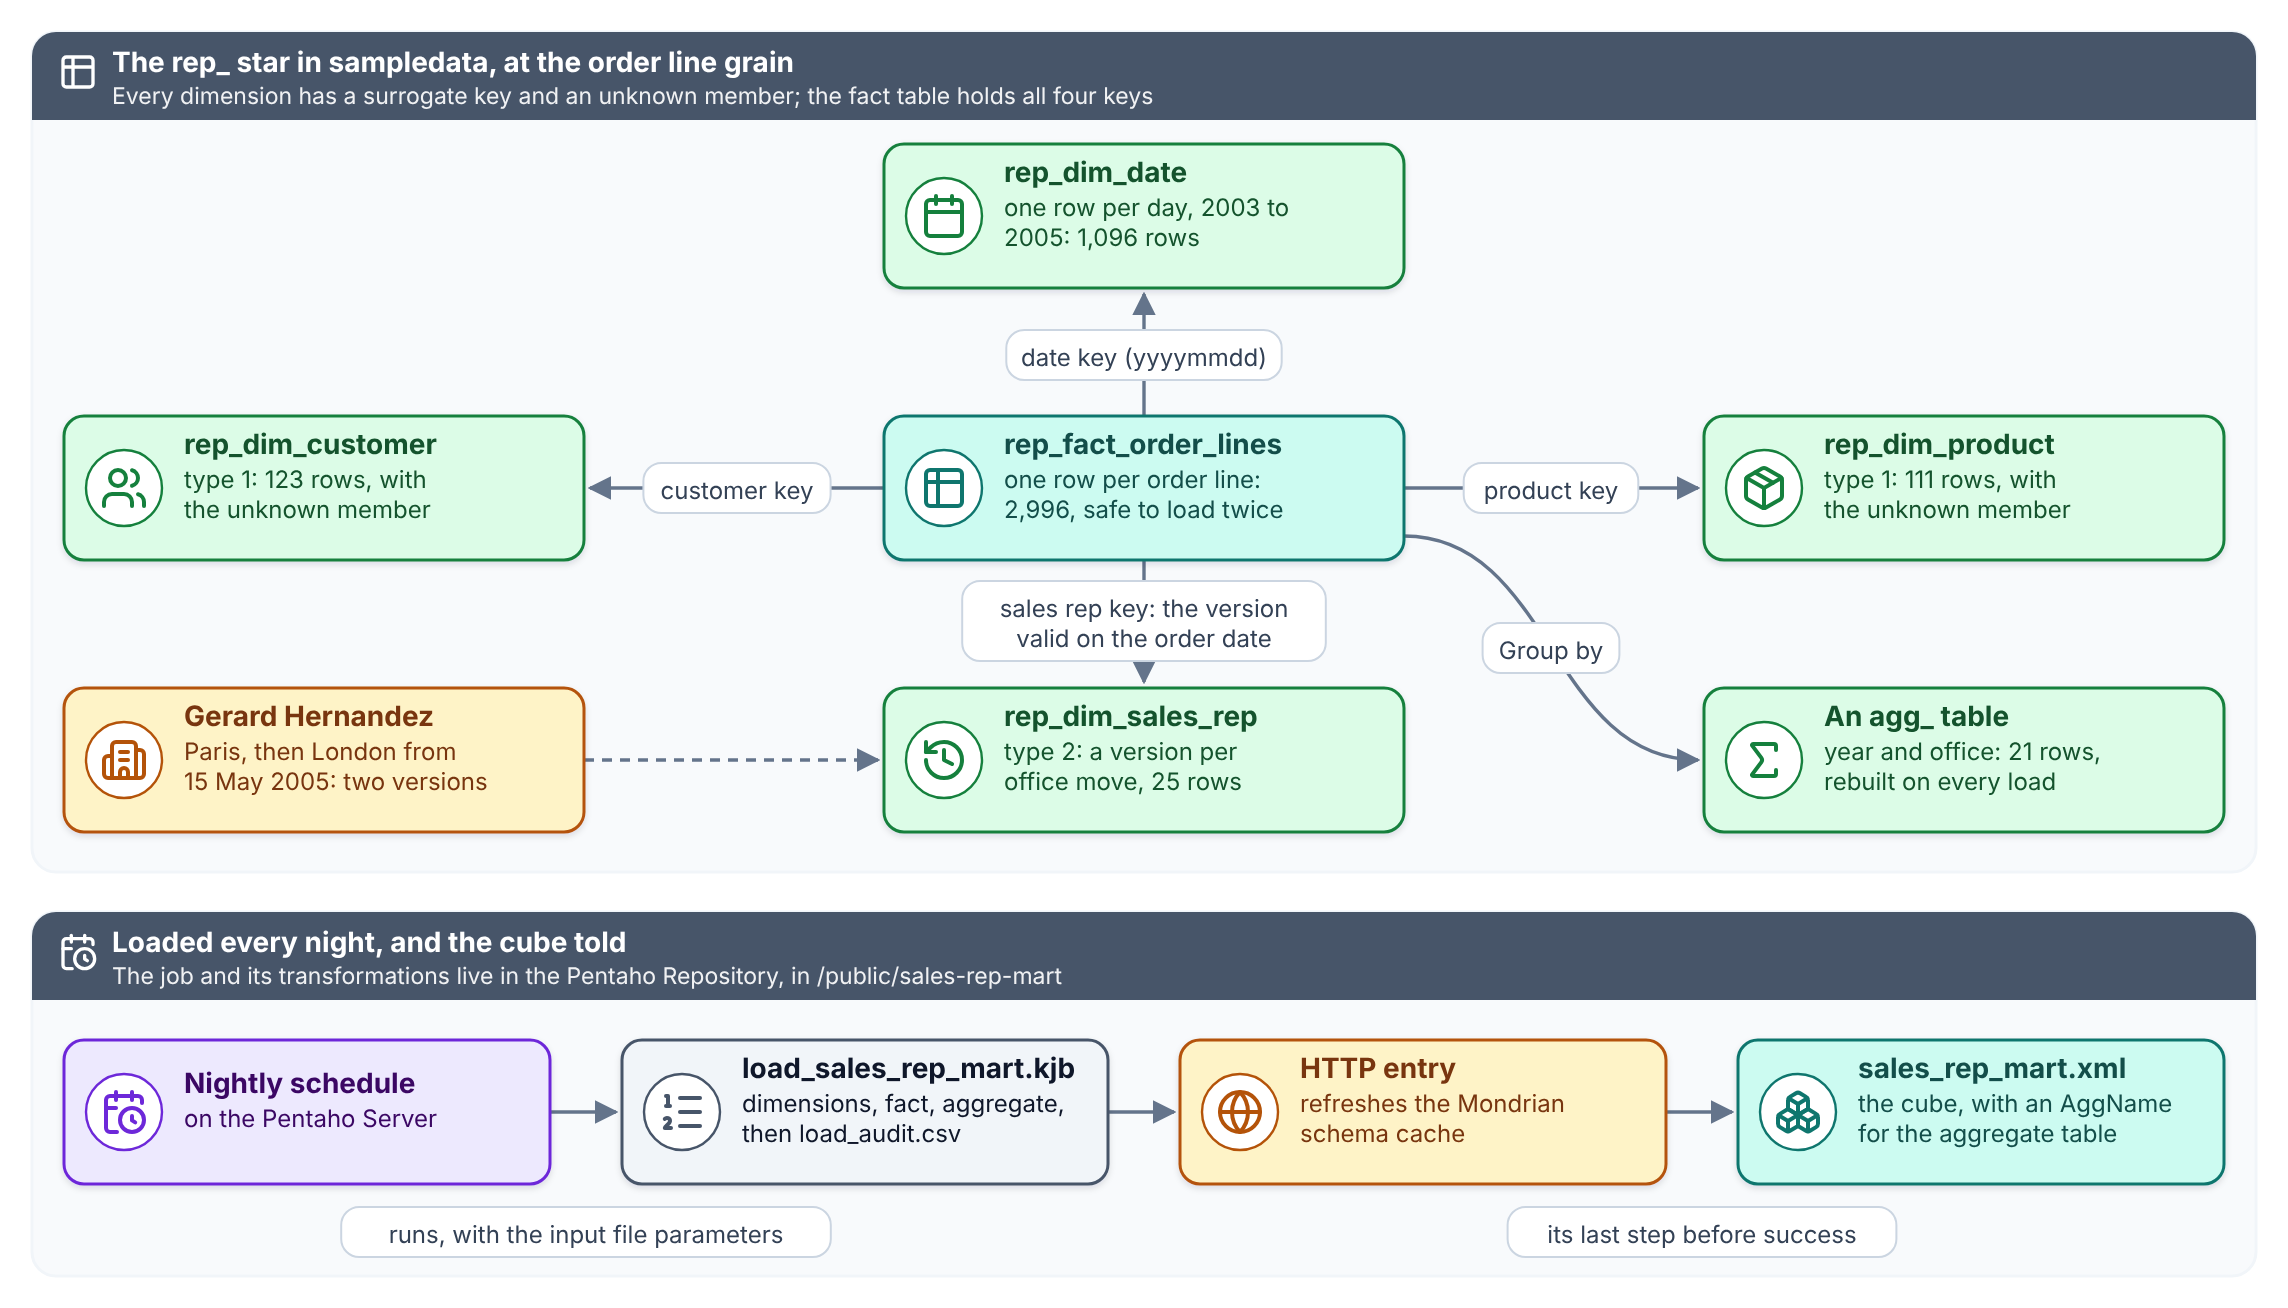 The rep_ star in sampledata, at the order line grain
Every dimension has a surrogate key and an unknown member; the fact table holds all four keys
rep_dim_date
one row per day, 2003 to
2005: 1,096 rows
date key (yyyymmdd)
rep_dim_customer
type 1: 123 rows, with
the unknown member
customer key
rep_fact_order_lines
one row per order line:
2,996, safe to load twice
product key
rep_dim_product
type 1: 111 rows, with
the unknown member
sales rep key: the version
valid on the order date
Group by
Gerard Hernandez
Paris, then London from
15 May 2005: two versions
rep_dim_sales_rep
type 2: a version per
office move, 25 rows
An agg_ table
year and office: 21 rows,
rebuilt on every load
Loaded every night, and the cube told
The job and its transformations live in the Pentaho Repository, in /public/sales-rep-mart
Nightly schedule
on the Pentaho Server
load_sales_rep_mart.kjb
dimensions, fact, aggregate,
then load_audit.csv
HTTP entry
refreshes the Mondrian
schema cache
sales_rep_mart.xml
the cube, with an AggName
for the aggregate table
runs, with the input file parameters
its last step before success